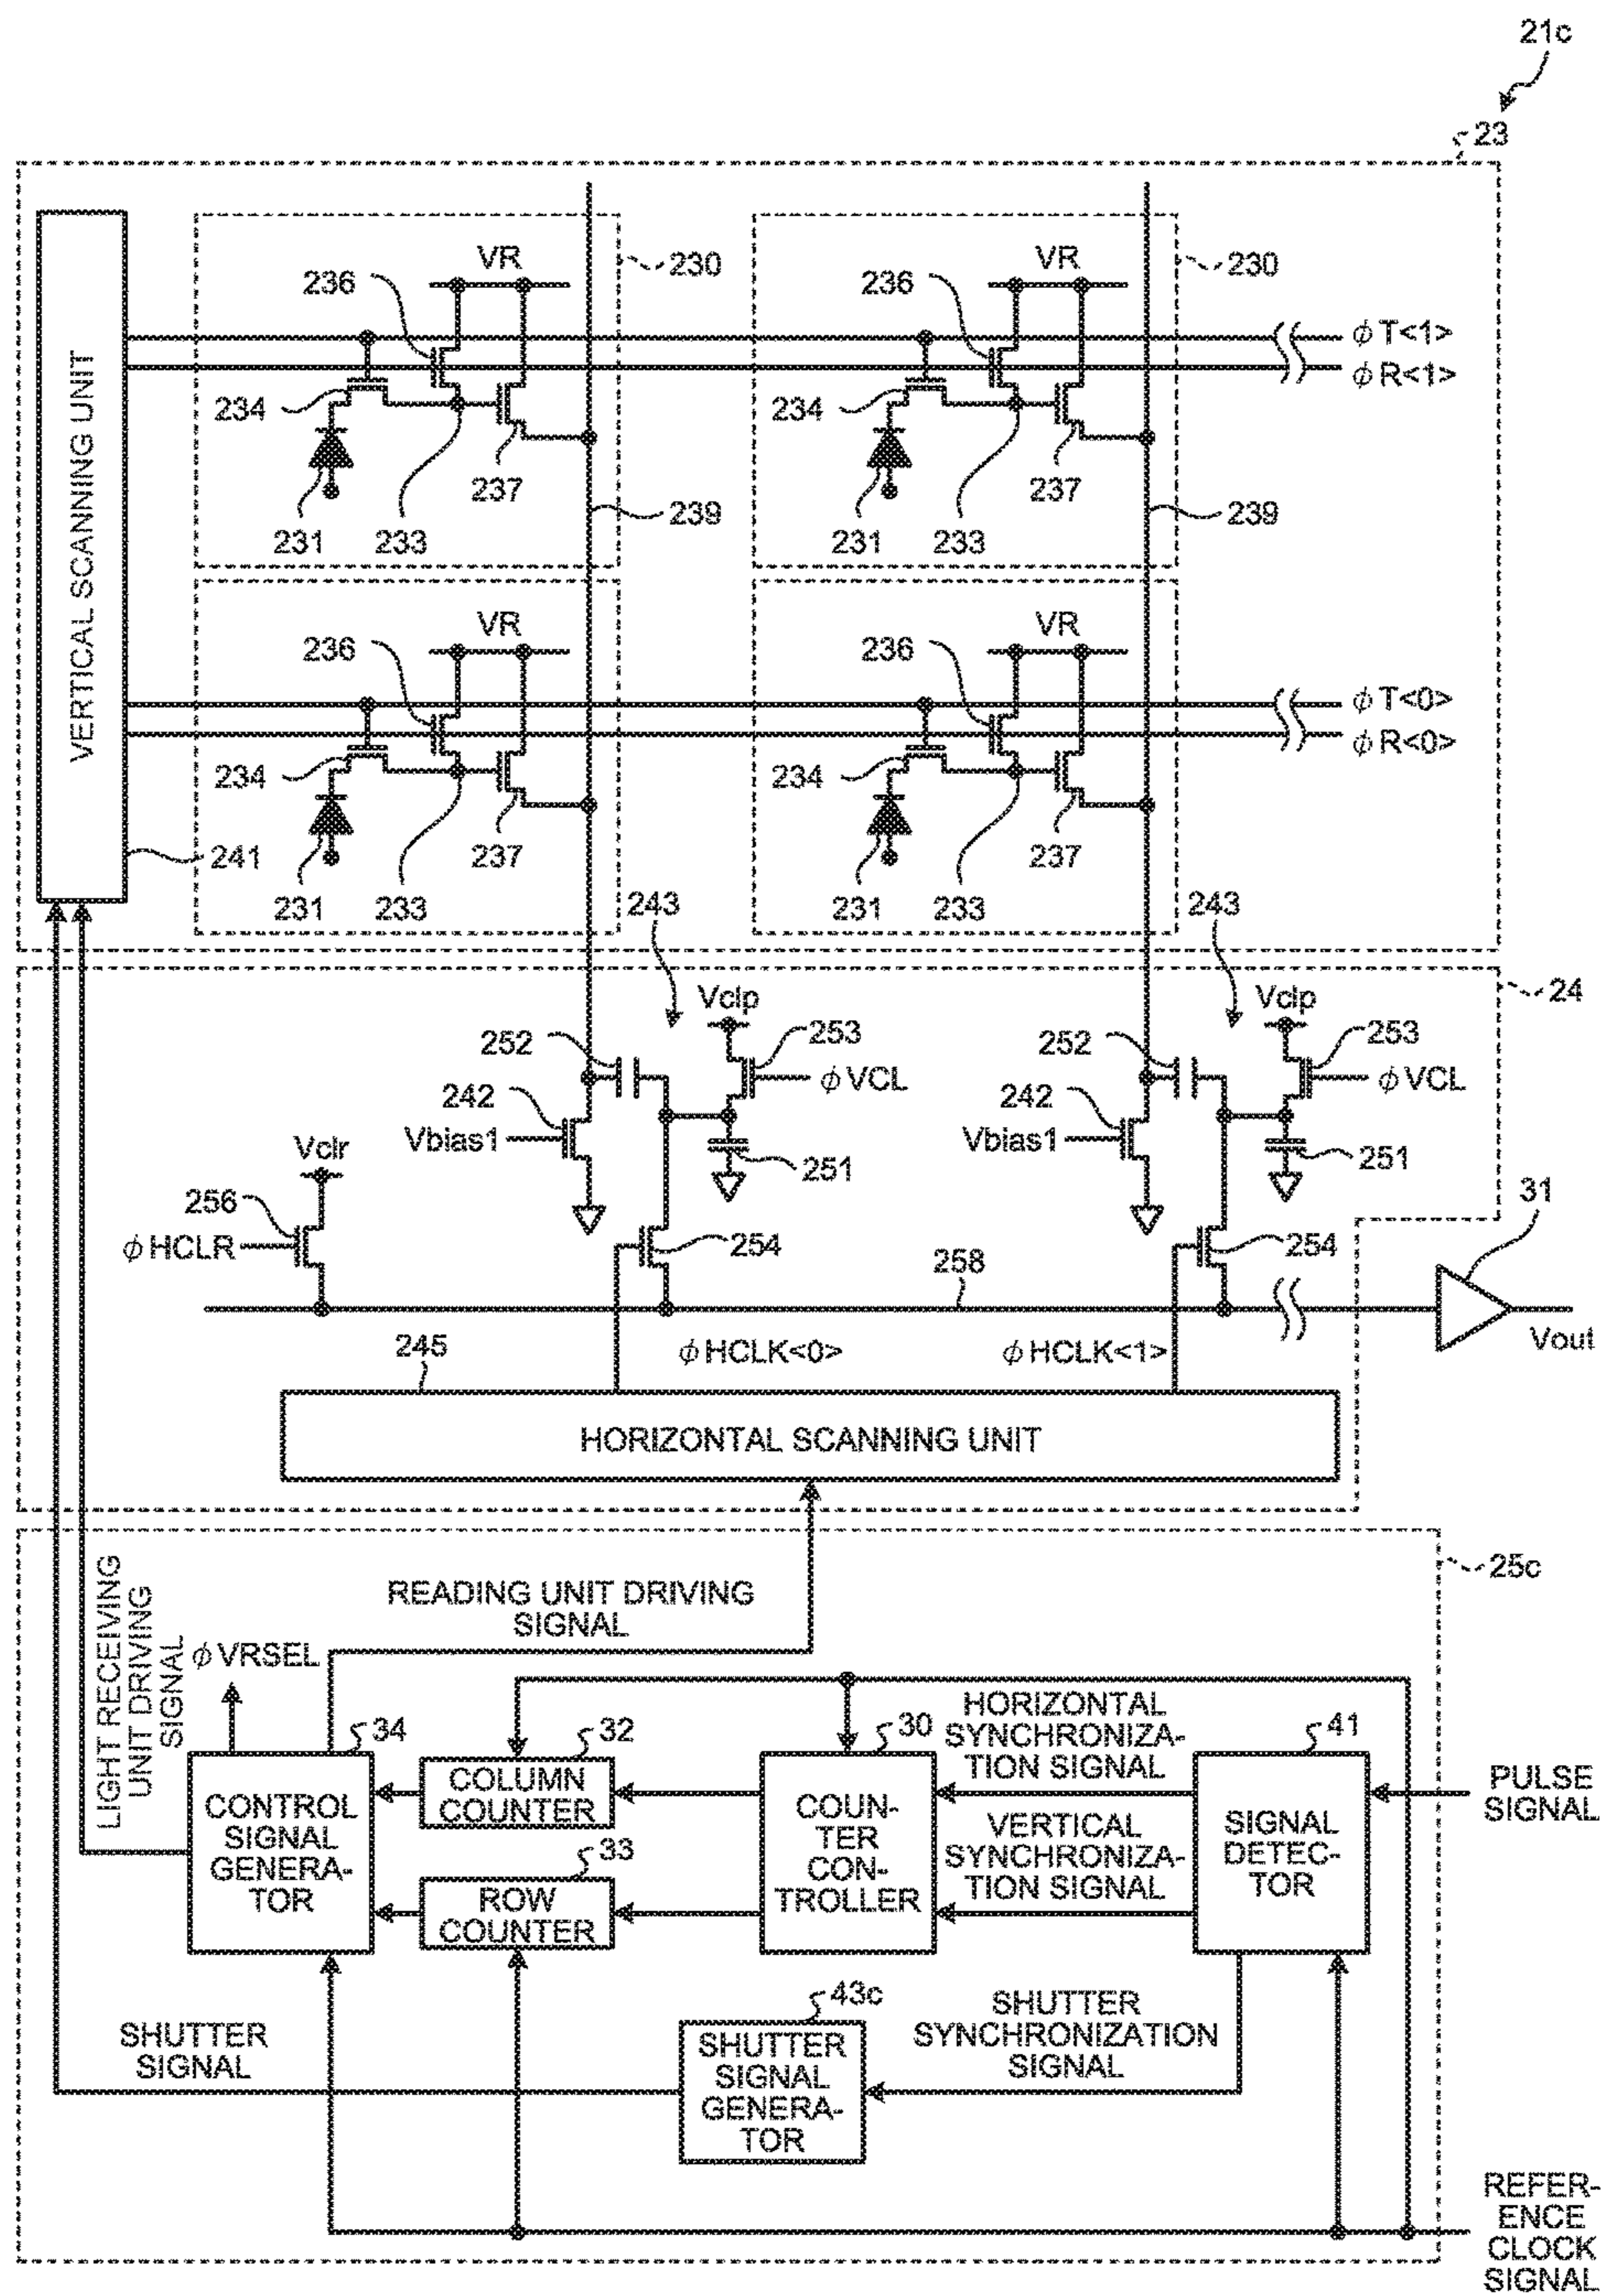 21c
23
VERTICAL SCANNING UNIT
VR
236
230
VR
236
230
ϕT<1>
ϕR<1>
234
234
237
239
237
239
231
233
231
233
VR
236
VR
236
ϕT<0>
ϕR<0>
234
234
241
237
237
231
233
243
231
233
243
24
Vclp
Vclp
252
253
252
253
ϕVCL
ϕVCL
242
242
Vbias1
Vbias1
251
251
Vclr
256
31
ϕHCLR
254
258
254
Vout
245
ϕHCLK<0>
ϕHCLK<1>
HORIZONTAL SCANNING UNIT
25c
LIGHT RECEIVING
UNIT DRIVING
SIGNAL
READING UNIT DRIVING
SIGNAL
ϕVRSEL
34
32
30
HORIZONTAL
SYNCHRONIZA-
TION SIGNAL
41
CONTROL
SIGNAL
GENERA-
TOR
COLUMN
COUNTER
COUN-
TER
CON-
TROLLER
SIGNAL
DETEC-
TOR
PULSE
SIGNAL
VERTICAL
SYNCHRONIZA-
TION SIGNAL
33
ROW
COUNTER
43c
SHUTTER
SIGNAL
SHUTTER
SIGNAL
GENERA-
TOR
SHUTTER
SYNCHRONIZATION
SIGNAL
REFER-
ENCE
CLOCK
SIGNAL